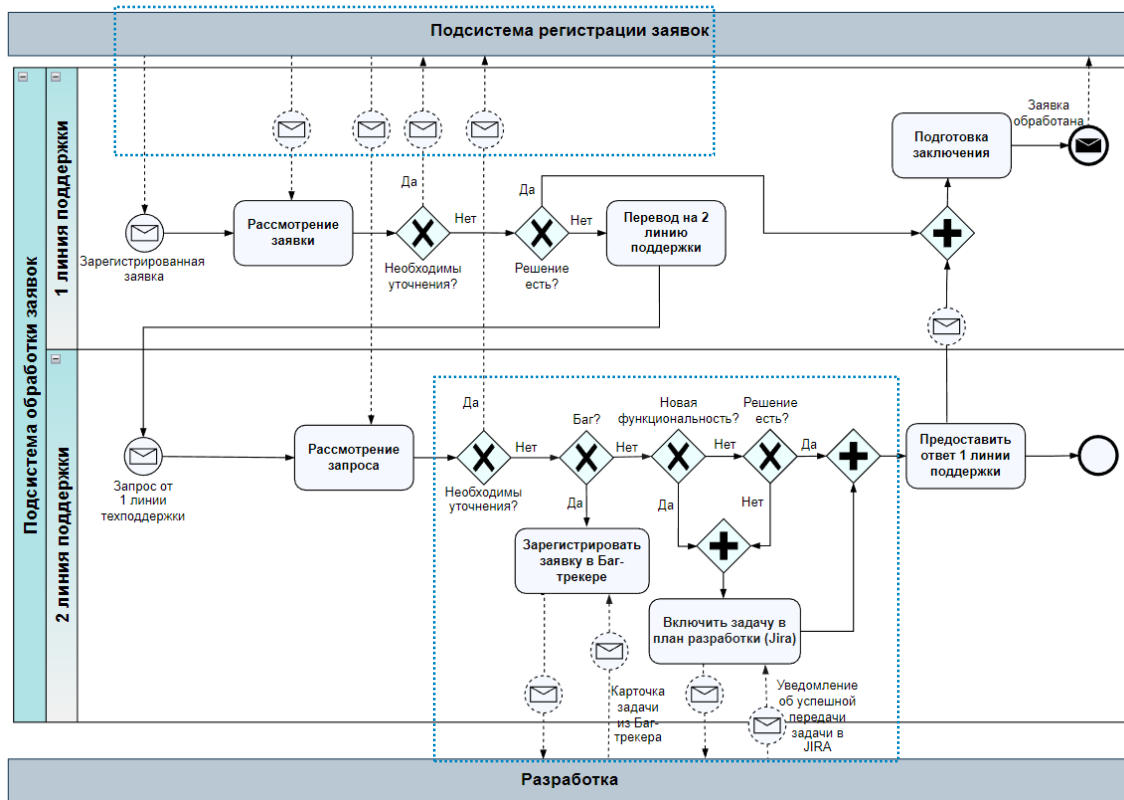 Подсистема регистрации заявок
Подсистема обработки заявок
1 линия поддержки
Заявка
обработана
Подготовка
заключения
Да
Да
Рассмотрение
заявки
Нет
Нет
Перевод на 2
линию
поддержки
Зарегистрированная
заявка
Необходимы
уточнения?
Решение
есть?
2 линия поддержки
Да
Баг?
Новая
функциональность?
Решение
есть?
Рассмотрение
запроса
Нет
Нет
Нет
Да
Предоставить
ответ 1 линии
поддержки
Запрос от
1 линии
техподдержки
Необходимы
уточнения?
Да
Да
Нет
Зарегистрировать
заявку в Баг-
трекере
Включить задачу в
план разработки (Jira)
Карточка
задачи
из Баг-
трекера
Уведомление
об успешной
передачи
задачи в
JIRA
Разработка